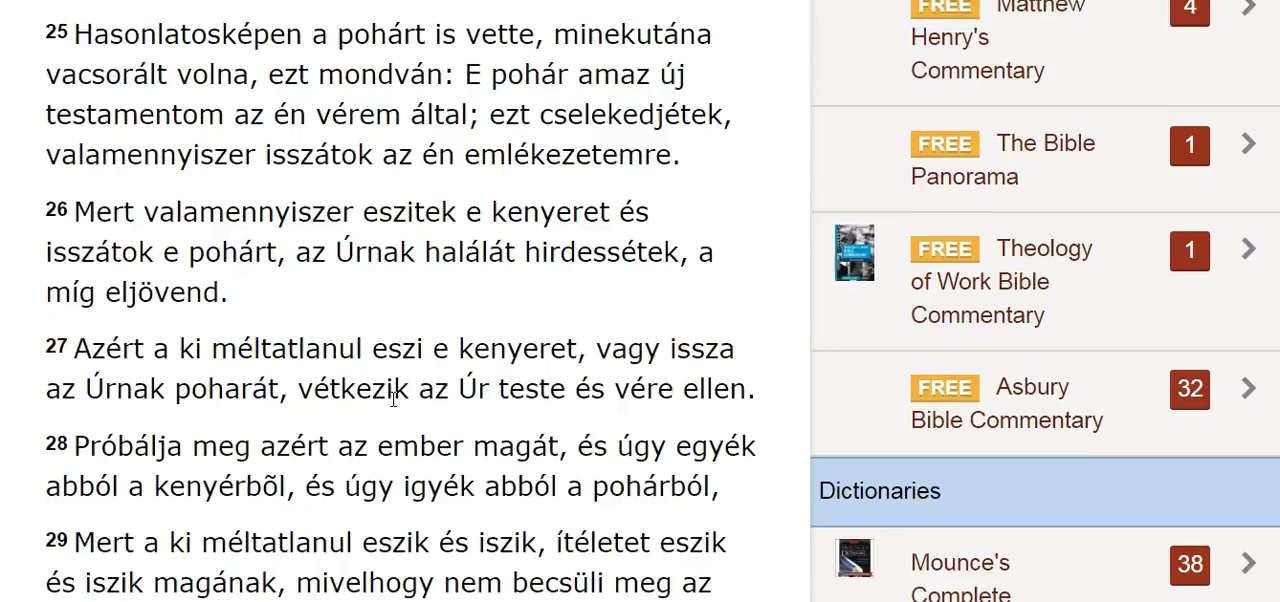 25 Hasonlatosképen a pohárt is vette, minekutána
vacsorált volna, ezt mondván: E pohár amaz új
testamentom az én vérem által; ezt cselekedjétek,
valamennyiszer isszátok az én emlékezetemre.
26 Mert valamennyiszer eszitek e kenyeret és
isszátok e pohárt, az Úrnak halálát hirdessétek, a
míg eljövend.
27 Azért a ki méltatlanul eszi e kenyeret, vagy issza
az Úrnak poharát, vétkezik az Úr teste és vére ellen.
28 Próbálja meg azért az ember magát, és úgy egyék
abból a kenyérbõl, és úgy igyék abból a pohárból,
29 Mert a ki méltatlanul eszik és iszik, ítéletet eszik
és iszik magának, mivelhogy nem becsüli meg az
FREE Matthew 4
Henry's
Commentary
FREE The Bible 1
Panorama
FREE Theology 1
of Work Bible
Commentary
FREE Asbury 32
Bible Commentary
Dictionaries
Mounce's 38
Complete